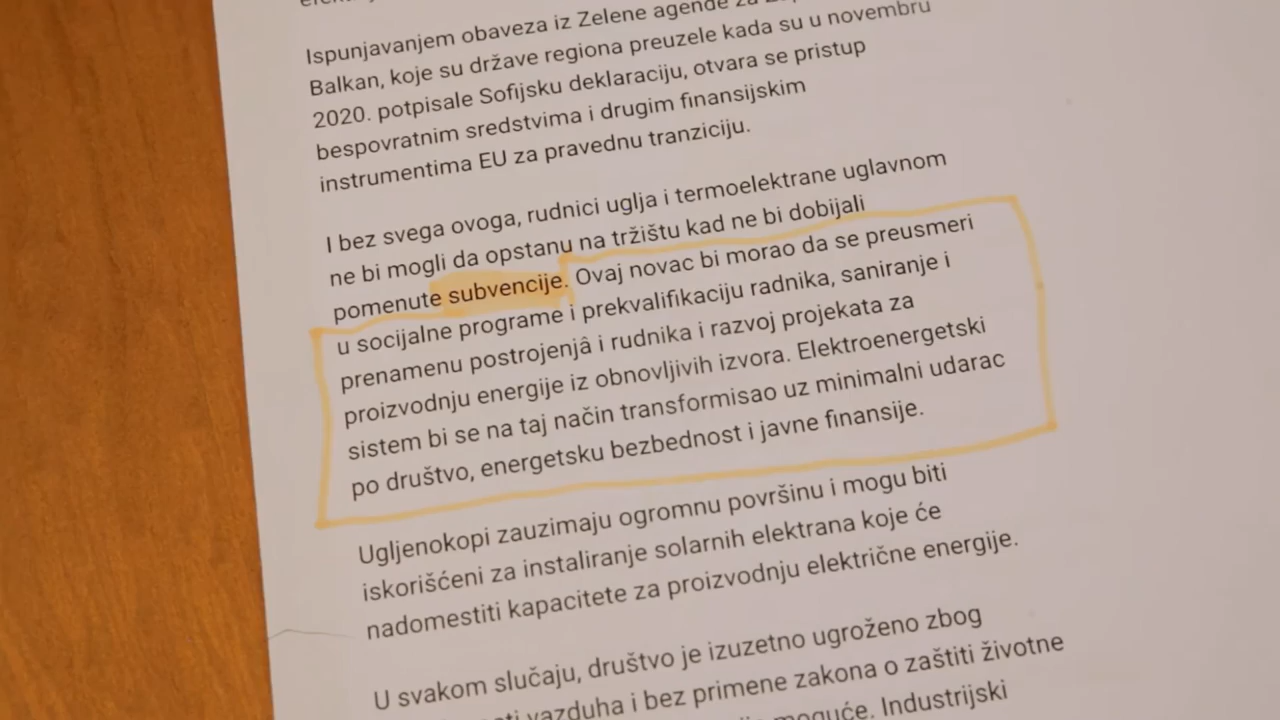 Ispunjavanjem obaveza iz Zelene agende za
Balkan, koje su države regiona preuzele kada su u novembru
2020. potpisale Sofijsku deklaraciju, otvara se pristup
bespovratnim sredstvima i drugim finansijskim
instrumentima EU za pravednu tranziciju.
I bez svega ovoga, rudnici uglja i termoelektrane uglavnom
ne bi mogli da opstanu na tržištu kad ne bi dobijali
pomenute subvencije. Ovaj novac bi morao da se preusmeri
u socijalne programe i prekvalifikaciju radnika, saniranje i
prenamenu postrojenjâ i rudnika i razvoj projekata za
proizvodnju energije iz obnovljivih izvora. Elektroenergetski
sistem bi se na taj način transformisao uz minimalni udarac
po društvo, energetsku bezbednost i javne finansije.
Ugljenokopi zauzimaju ogromnu površinu i mogu biti
iskorišćeni za instaliranje solarnih elektrana koje će
nadomestiti kapacitete za proizvodnju električne energije.
U svakom slučaju, društvo je izuzetno ugroženo zbog
vazduha i bez primene zakona o zaštiti životne
moguće. Industrijski